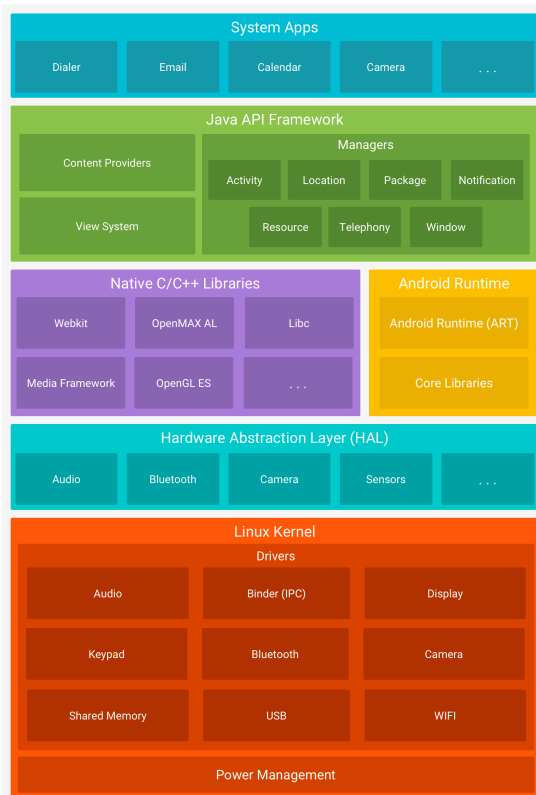 System Apps
Dialer
Email
Calendar
Camera
. . .
Java API Framework
Content Providers
View System
Managers
Activity
Location
Package
Notification
Resource
Telephony
Window
Native C/C++ Libraries
Webkit
OpenMAX AL
Libc
Media Framework
OpenGL ES
. . .
Android Runtime
Android Runtime (ART)
Core Libraries
Hardware Abstraction Layer (HAL)
Audio
Bluetooth
Camera
Sensors
. . .
Linux Kernel
Drivers
Audio
Binder (IPC)
Display
Keypad
Bluetooth
Camera
Shared Memory
USB
WIFI
Power Management